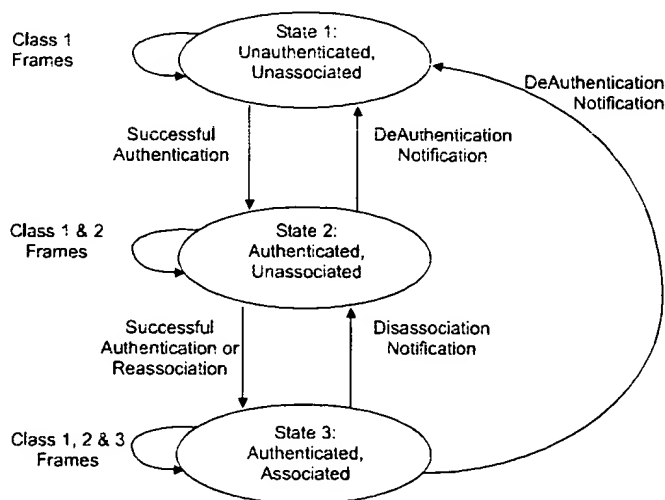 Class 1
Frames
State 1:
Unauthenticated,
Unassociated
DeAuthentication
Notification
Successful
Authentication
DeAuthentication
Notification
Class 1 & 2
Frames
State 2:
Authenticated,
Unassociated
Successful
Authentication or
Reassociation
Disassociation
Notification
Class 1, 2 & 3
Frames
State 3:
Authenticated,
Associated